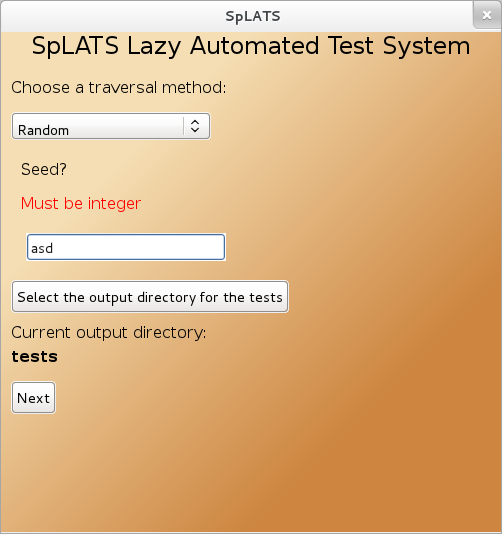 SpLATS
SpLATS Lazy Automated Test System
Choose a traversal method:
Random
Seed?
Must be integer
asd
Select the output directory for the tests
Current output directory:
tests
Next